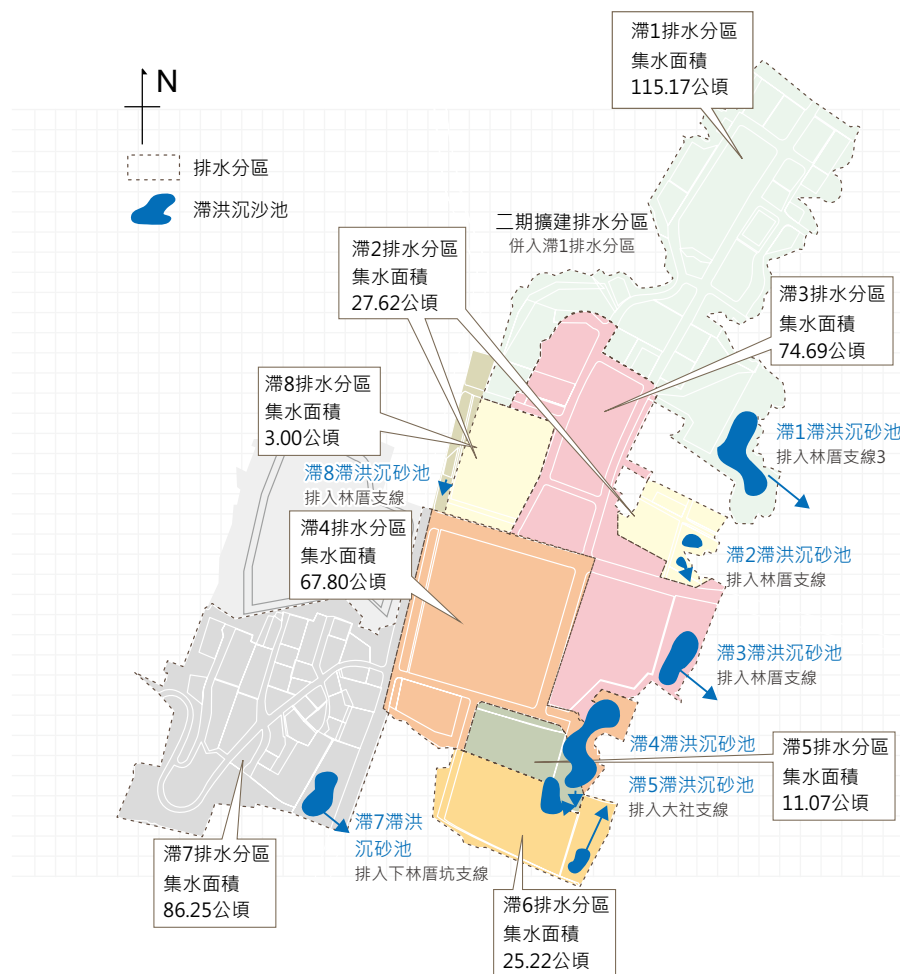 滯1排水分區
集水面積
115.17公頃
N
排水分區
滯洪沉沙池
二期擴建排水分區
併入滯1排水分區
滯2排水分區
集水面積
27.62公頃
滯3排水分區
集水面積
74.69公頃
滯8排水分區
集水面積
3.00公頃
滯1滯洪沉砂池
排入林厝支線3
滯8滯洪沉砂池
排入林厝支線
滯4排水分區
集水面積
67.80公頃
滯2滯洪沉砂池
排入林厝支線
滯3滯洪沉砂池
排入林厝支線
滯4滯洪沉砂池
滯5排水分區
集水面積
11.07公頃
滯5滯洪沉砂池
排入大社支線
滯7滯洪
沉砂池
排入下林厝坑支線
滯7排水分區
集水面積
86.25公頃
滯6排水分區
集水面積
25.22公頃